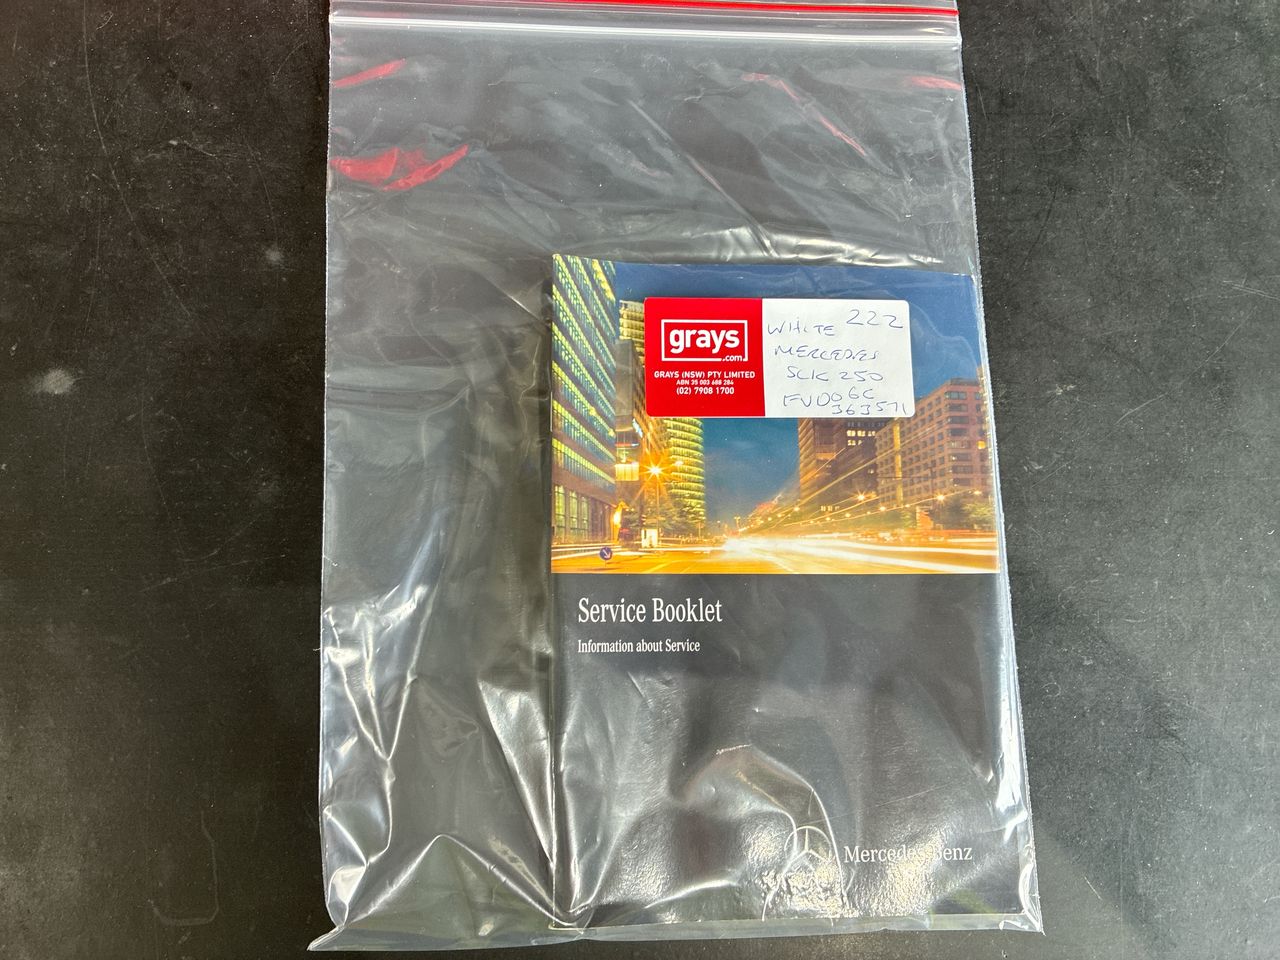 grays
.com
GRAYS (NSW) PTY LIMITED
ABN 35 003 688 284
(02) 7908 1700
WHITE 222
MERCEDES
SLK 250
FVD06C
363571
Service Booklet
Information about Service
Mercedes-Benz